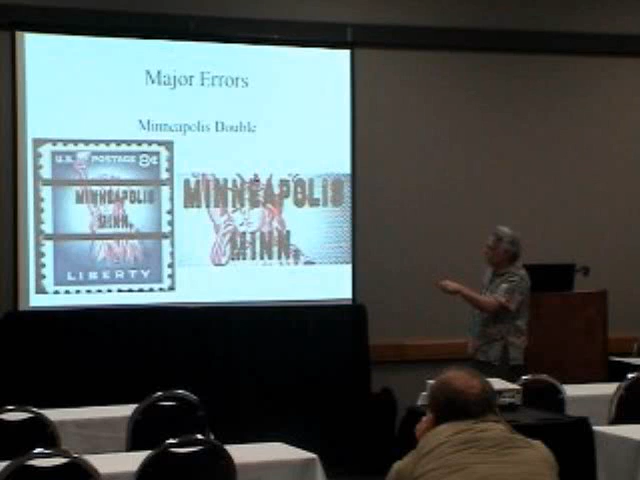 Major Errors
Minneapolis Double
U.S. POSTAGE 8¢
MINNEAPOLIS
MINN.
LIBERTY
MINNEAPOLIS
MINN.